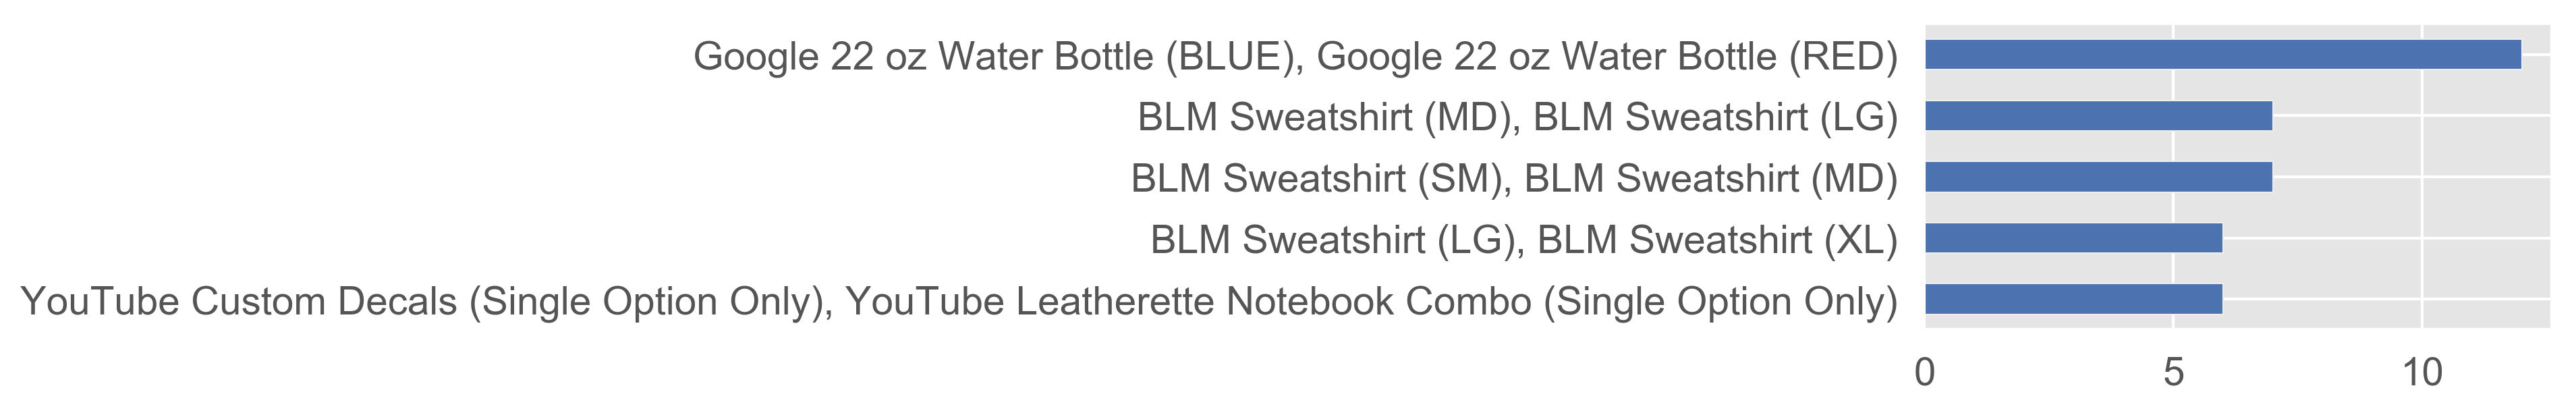 Google 22 oz Water Bottle (BLUE), Google 22 oz Water Bottle (RED)
BLM Sweatshirt (MD), BLM Sweatshirt (LG)
BLM Sweatshirt (SM), BLM Sweatshirt (MD)
BLM Sweatshirt (LG), BLM Sweatshirt (XL)
YouTube Custom Decals (Single Option Only), YouTube Leatherette Notebook Combo (Single Option Only)
0 5 10